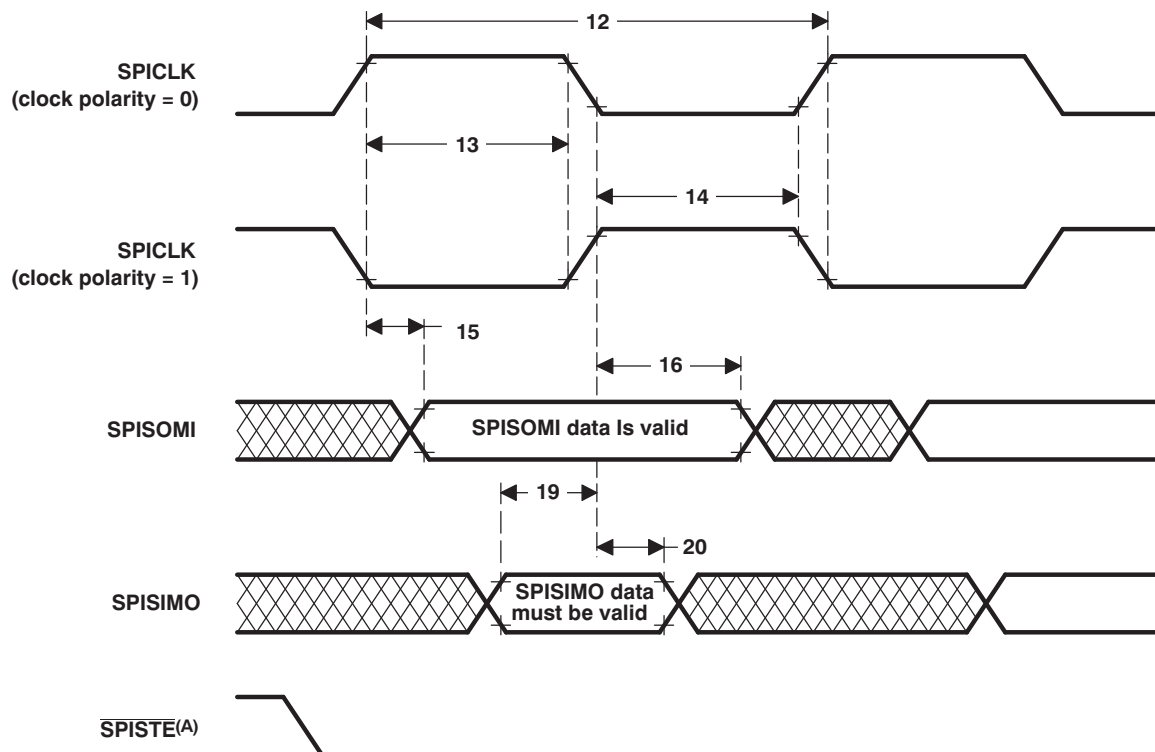 12
SPICLK
(clock polarity = 0)
13
14
SPICLK
(clock polarity = 1)
15
16
SPISOMI
SPISOMI data Is valid
19
20
SPISIMO
SPISIMO data
must be valid
SPISTE(A)